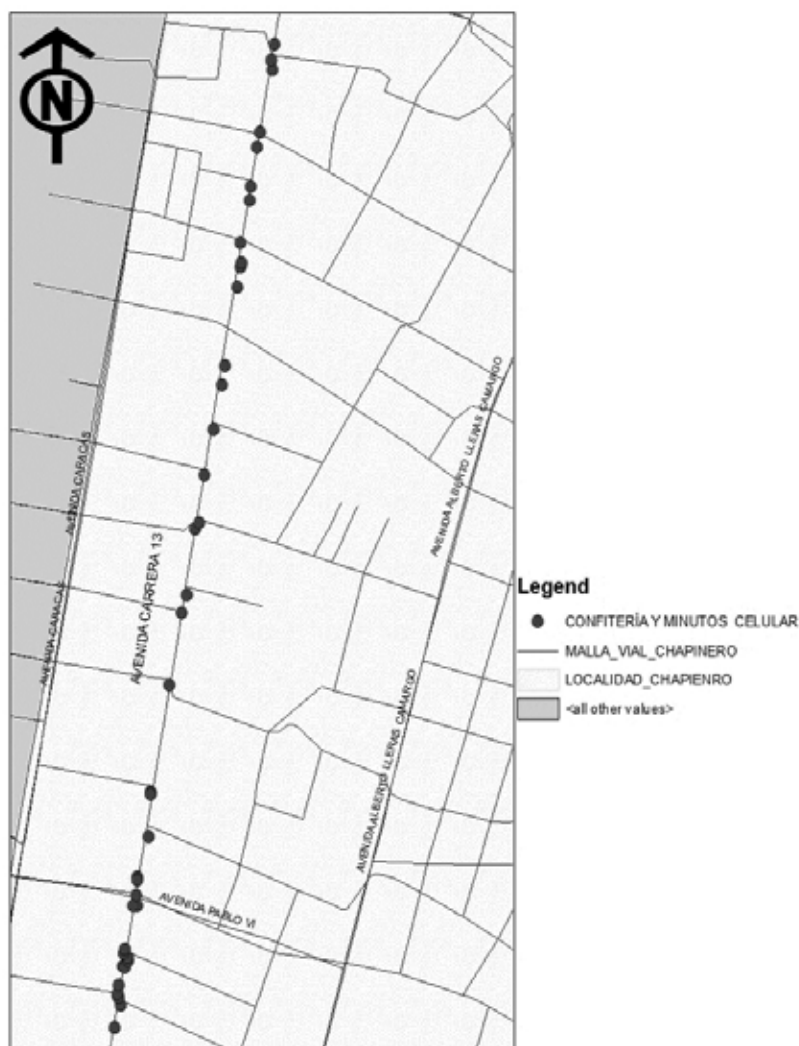 N
AVENIDA ALBERTO LLERAS CAMARGO
AVENIDA CARACAS
AVENIDA CARRERA 13
AVENIDA CARACAS
AVENIDA ALBERTO LLERAS CAMARGO
AVENIDA PABLO VI
Legend
CONFITERÍA Y MINUTOS CELULAR
MALLA_VIAL_CHAPINERO
LOCALIDAD_CHAPIENRO
<all other values>